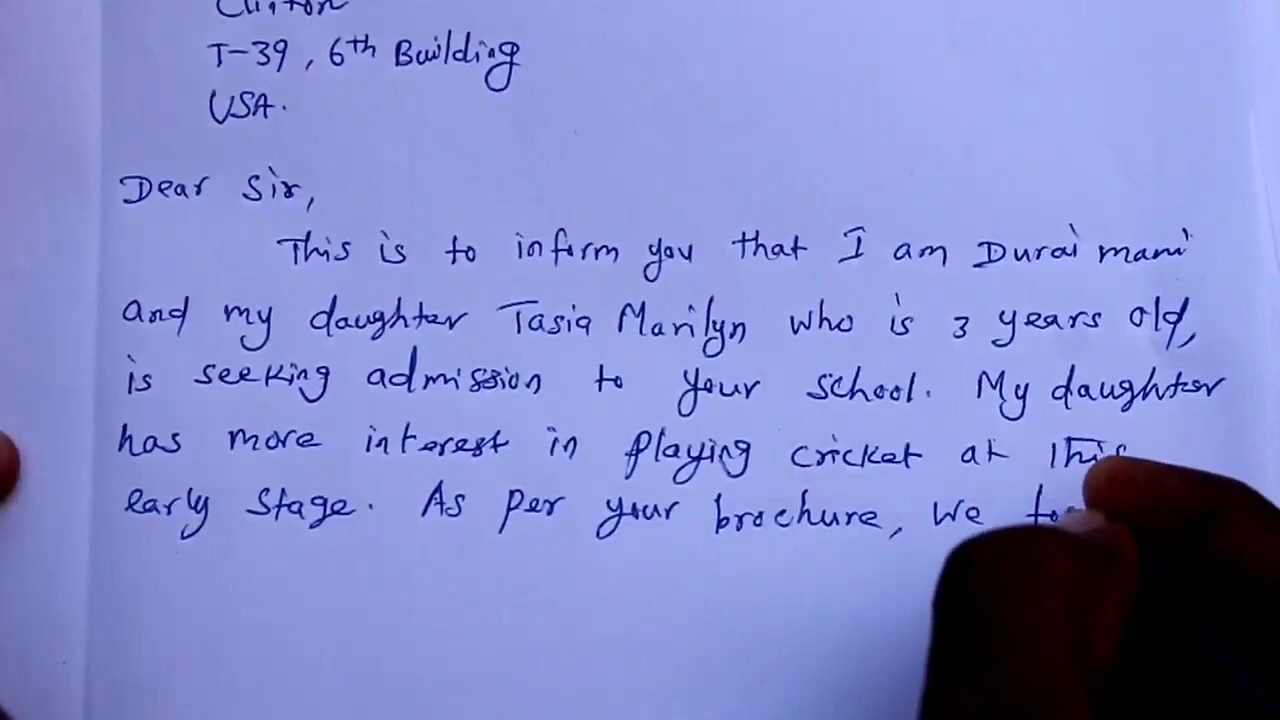 Clinton
T-39, 6th Building
USA.
Dear Sir,
This is to inform you that I am Durai mani
and my daughter Tasia Marilyn who is 3 years old,
is seeking admission to your school. My daughter
has more interest in playing cricket at this
early stage. As per your brochure, we